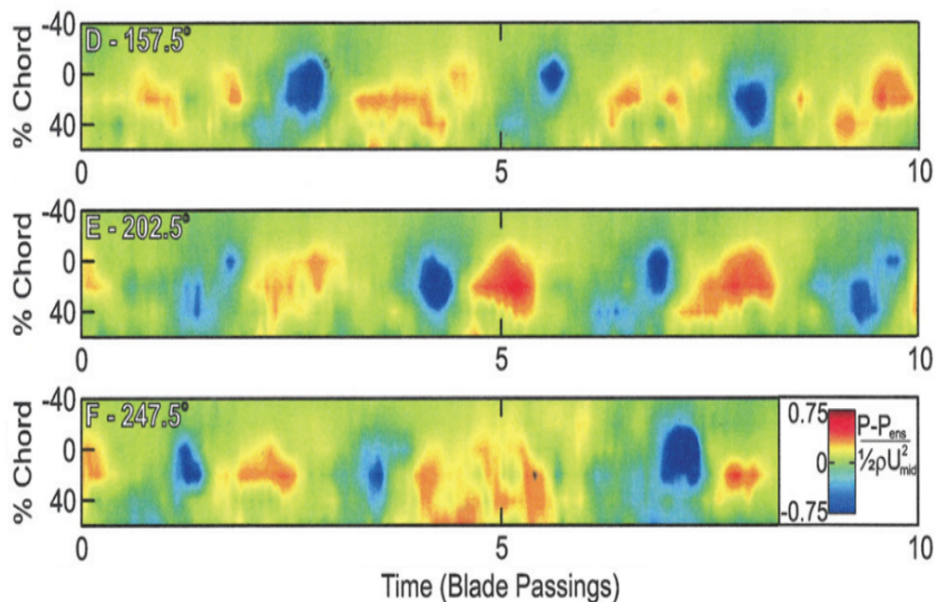 -40
D - 157.5°
% Chord
0
40
0 5 10
-40
E - 202.5°
% Chord
0
40
0 5 10
-40
F - 247.5°
% Chord
0
40
0.75
0
-0.75
P-Pens
½ρU²mid
0 5 10
Time (Blade Passings)